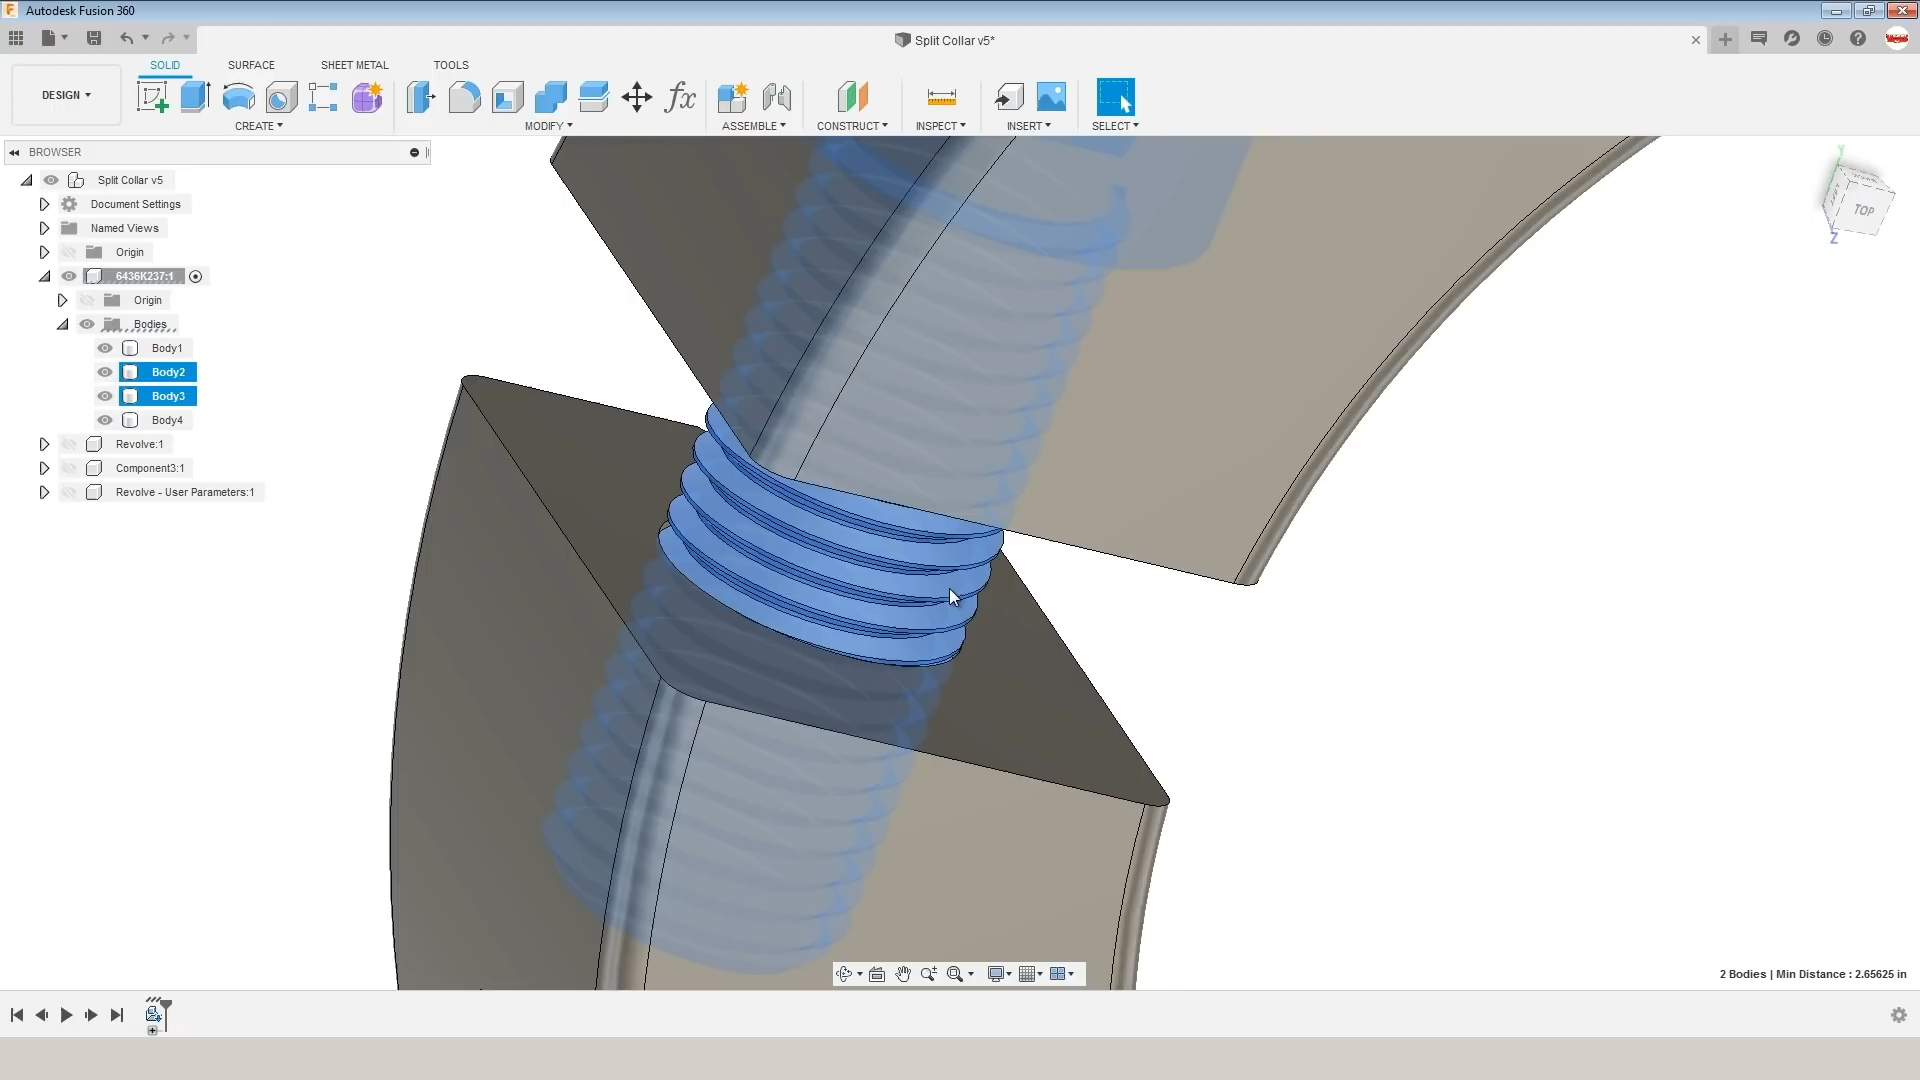 Autodesk Fusion 360
Split Collar v5*
DESIGN
SOLID SURFACE SHEET METAL TOOLS
CREATE MODIFY ASSEMBLE CONSTRUCT INSPECT INSERT SELECT
BROWSER
Split Collar v5
Document Settings
Named Views
Origin
6436K237:1
Origin
Bodies
Body1
Body2
Body3
Body4
Revolve:1
Component3:1
Revolve - User Parameters:1
Y
TOP
Z
2 Bodies | Min Distance : 2.65625 in